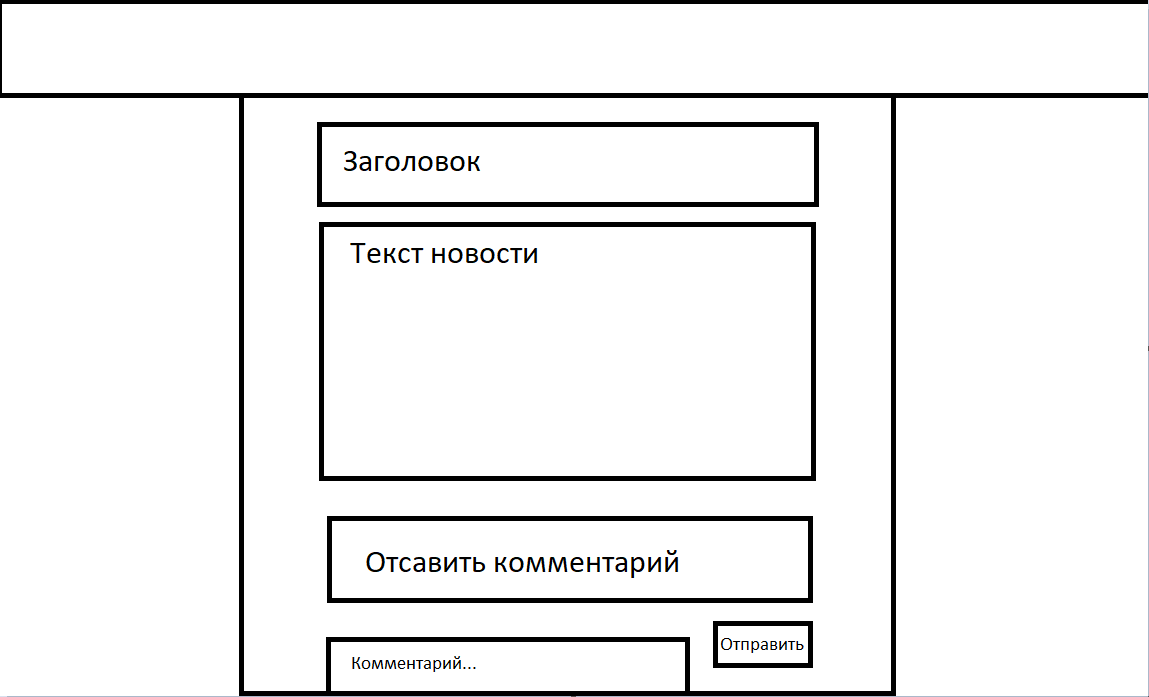 Заголовок
Текст новости
Отсавить комментарий
Отправить
Комментарий...